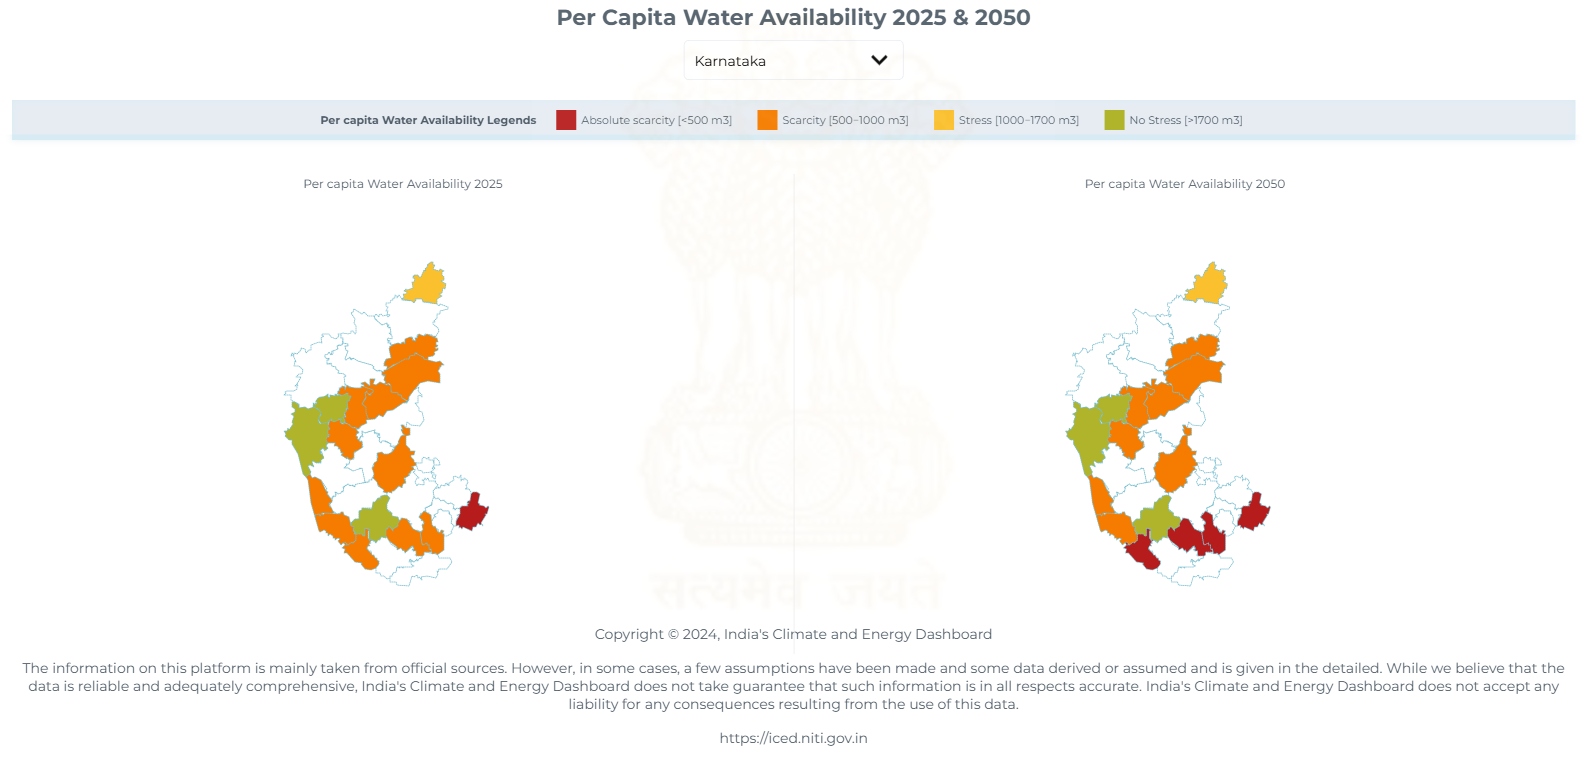 Per Capita Water Availability 2025 & 2050
Karnataka
Per capita Water Availability Legends Absolute scarcity [<500 m3] Scarcity [500-1000 m3] Stress [1000-1700 m3] No Stress [>1700 m3]
Per capita Water Availability 2025
Per capita Water Availability 2050
सत्यमेव जयते
Copyright © 2024, India's Climate and Energy Dashboard
The information on this platform is mainly taken from official sources. However, in some cases, a few assumptions have been made and some data derived or assumed and is given in the detailed. While we believe that the
data is reliable and adequately comprehensive, India's Climate and Energy Dashboard does not take guarantee that such information is in all respects accurate. India's Climate and Energy Dashboard does not accept any
liability for any consequences resulting from the use of this data.
https://iced.niti.gov.in